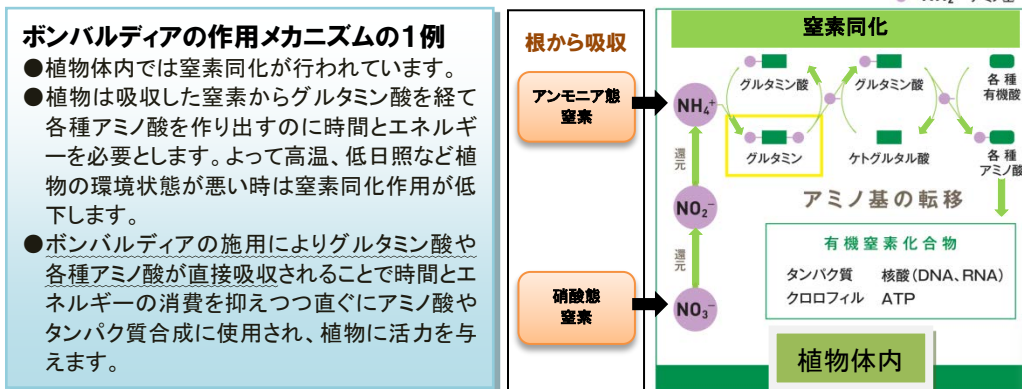 ボンバルディアの作用メカニズムの1例
●植物体内では窒素同化が行われています。
●植物は吸収した窒素からグルタミン酸を経て
各種アミノ酸を作り出すのに時間とエネルギ
ーを必要とします。よって高温、低日照など植
物の環境状態が悪い時は窒素同化作用が低
下します。
●ボンバルディアの施用によりグルタミン酸や
各種アミノ酸が直接吸収されることで時間とエ
ネルギーの消費を抑えつつ直ぐにアミノ酸や
タンパク質合成に使用され、植物に活力を与
えます。
根から吸収
アンモニア態
窒素
硝酸態
窒素
窒素同化
NH₄⁺
還元
NO₂⁻
還元
NO₃⁻
グルタミン酸
グルタミン酸
各種
有機酸
グルタミン
ケトグルタル酸
各種
アミノ酸
アミノ基の転移
有機窒素化合物
タンパク質 核酸(DNA、RNA)
クロロフィル ATP
植物体内